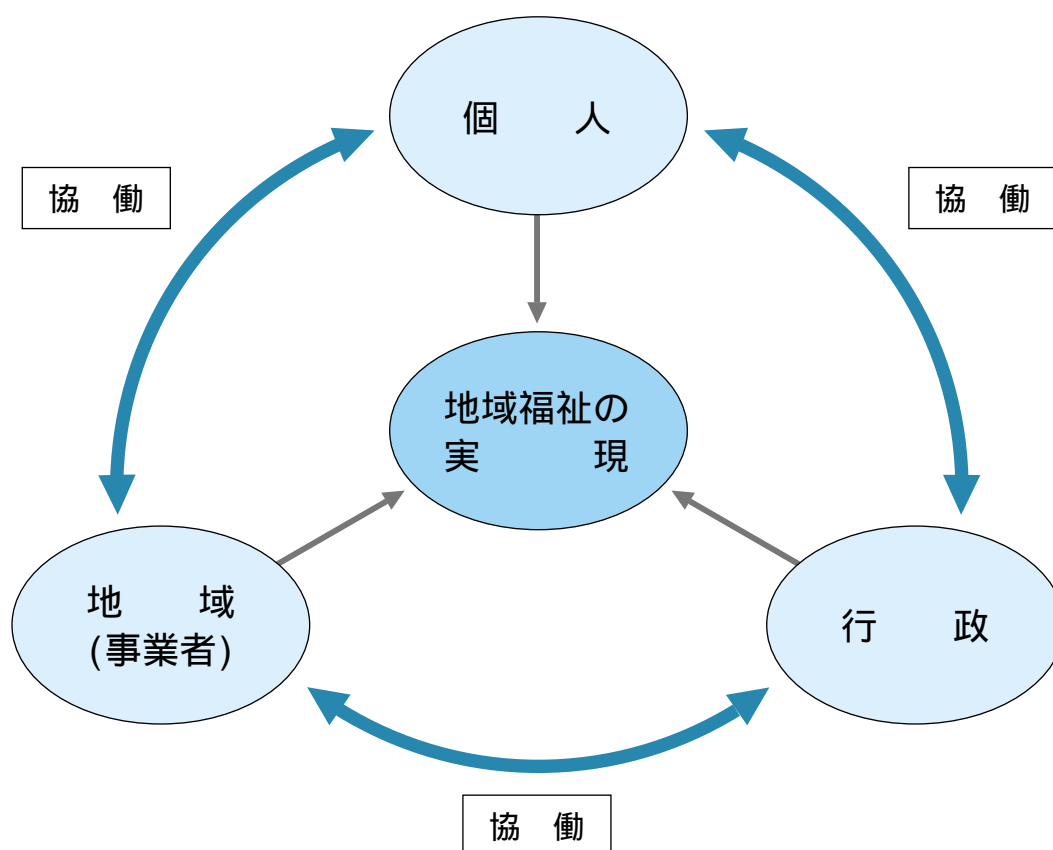 個　　人
協　働
協　働
地域福祉の
実　　　現
地　　域
(事業者)
行　　政
協　働